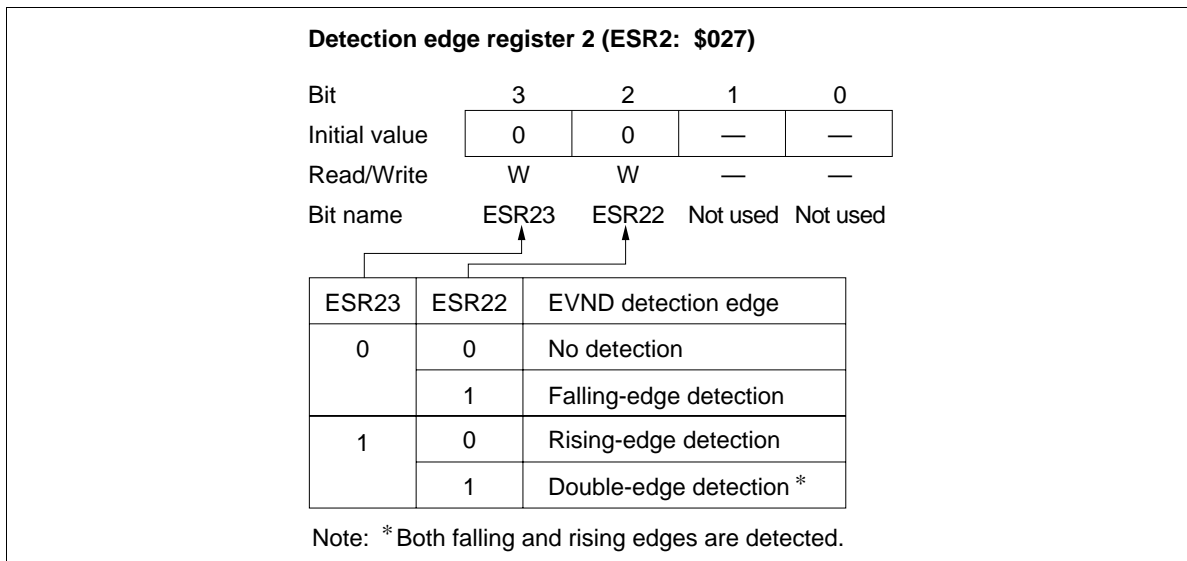 Detection edge register 2 (ESR2: $027)
Bit 3 2 1 0
Initial value 0 0 — —
Read/Write W W — —
Bit name ESR23 ESR22 Not used Not used
ESR23 ESR22 EVND detection edge
0 0 No detection
1 Falling-edge detection
1 0 Rising-edge detection
1 Double-edge detection *
Note: * Both falling and rising edges are detected.